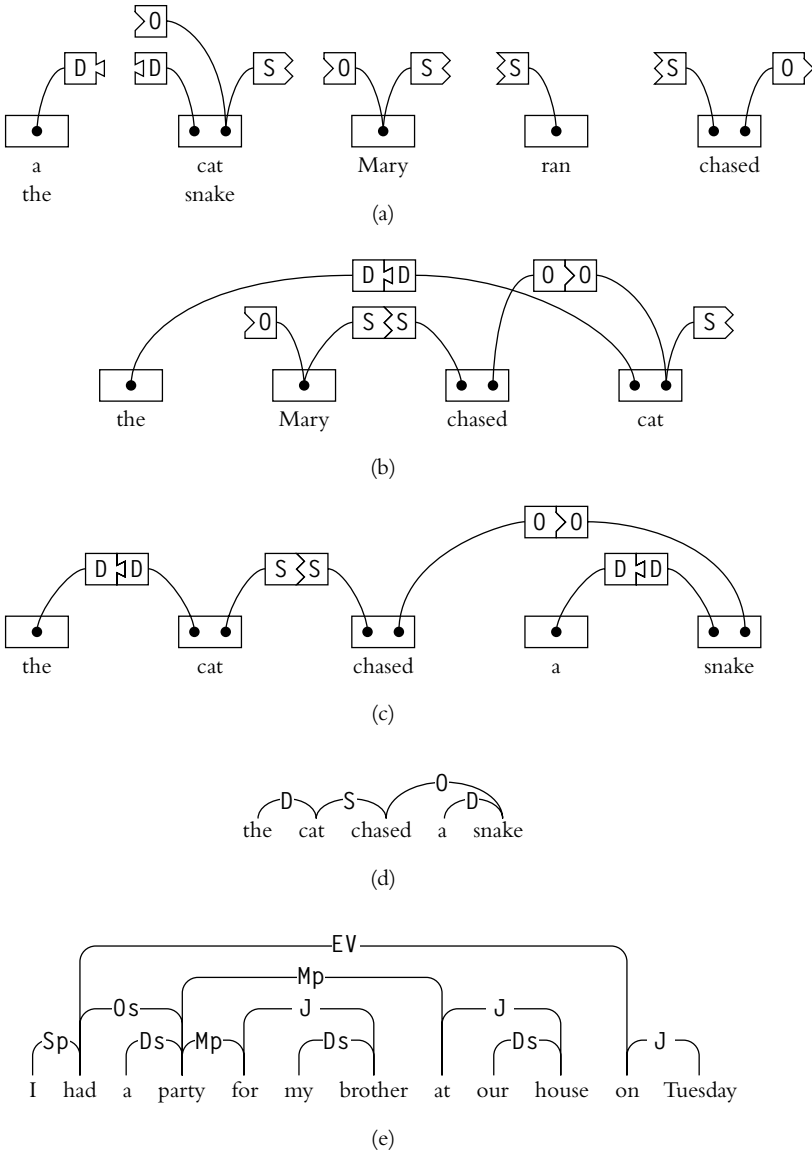 O
D D S O S S S O
a cat Mary ran chased
the snake
(a)
D D O O
O S S S
the Mary chased cat
(b)
O O
D D S S D D
the cat chased a snake
(c)
O
D S D
the cat chased a snake
(d)
EV
Mp
Os J J
Sp Ds Mp Ds Ds J
I had a party for my brother at our house on Tuesday
(e)